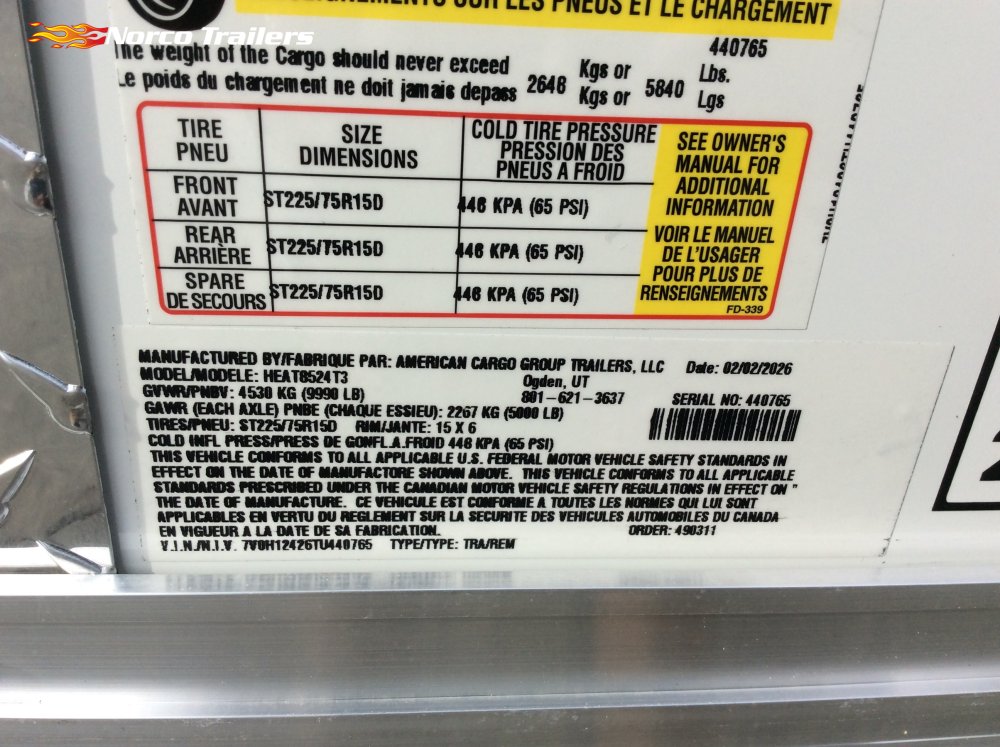 Norco Trailers
RENSEIGNEMENTS SUR LES PNEUS ET LE CHARGEMENT
440765
The weight of the Cargo should never exceed
Le poids du chargement ne doit jamais depass
2648 Kgs or 5840 Lbs.
Kgs or Lgs
TIRE PNEU
SIZE DIMENSIONS
COLD TIRE PRESSURE
PRESSION DES
PNEUS A FROID
FRONT AVANT ST225/75R15D 448 KPA (65 PSI)
REAR ARRIÈRE ST225/75R15D 448 KPA (65 PSI)
SPARE DE SECOURS ST225/75R15D 448 KPA (65 PSI)
SEE OWNER'S
MANUAL FOR
ADDITIONAL
INFORMATION
VOIR LE MANUEL
DE L'USAGER
POUR PLUS DE
RENSEIGNEMENTS
FD-339
MANUFACTURED BY/FABRIQUE PAR: AMERICAN CARGO GROUP TRAILERS, LLC Date: 02/02/2026
MODEL/MODELE: HEAT8524T3 Ogden, UT
GVWR/PNBV: 4530 KG (9990 LB) 801-621-3637 SERIAL NO: 440765
GAWR (EACH AXLE) PNBE (CHAQUE ESSIEU): 2267 KG (5000 LB)
TIRES/PNEU: ST225/75R15D RIM/JANTE: 15 X 6
COLD INFL PRESS/PRESS DE GONFL.A.FROID 448 KPA (65 PSI)
THIS VEHICLE CONFORMS TO ALL APPLICABLE U.S. FEDERAL MOTOR VEHICLE SAFETY STANDARDS IN
EFFECT ON THE DATE OF MANUFACTORE SHOWN ABOVE. THIS VEHICLE CONFORMS TO ALL APPLICABLE
STANDARDS PRESCRIBED UNDER THE CANADIAN MOTOR VEHICLE SAFETY REGULATIONS IN EFFECT ON "
THE DATE OF MANUFACTURE. CE VEHICULE EST CONFORME A TOUTES LES NORMES QUI LUI SONT
APPLICABLES EN VERTU DU REGLEMENT SUR LA SECURITE DES VEHICULES AUTOMOBILES DU CANADA
EN VIGUEUR A LA DATE DE SA FABRICATION. ORDER: 490311
V.I.N./N.I.V. 7V0H12426TU440765 TYPE/TYPE: TRA/REM